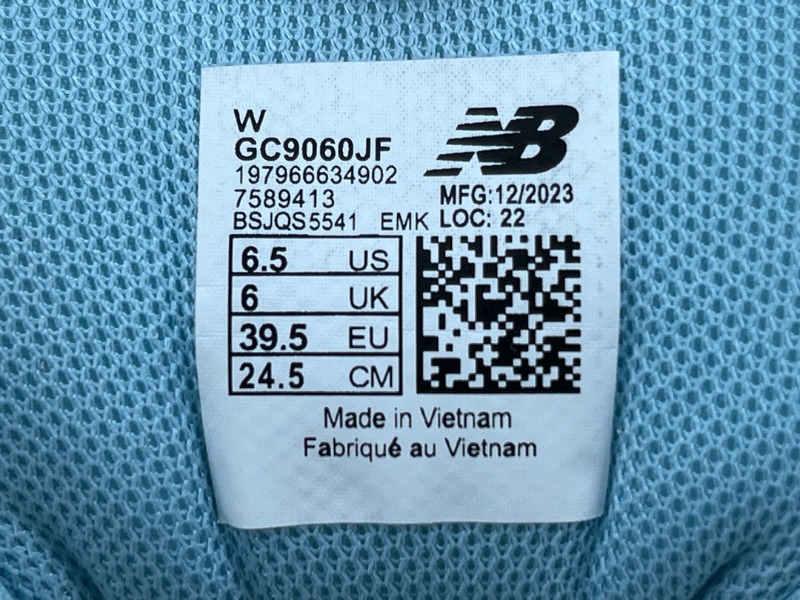 W
GC9060JF
197966634902
7589413
BSJQS5541 EMK
NB
MFG:12/2023
LOC: 22
6.5 US
6 UK
39.5 EU
24.5 CM
Made in Vietnam
Fabriqué au Vietnam